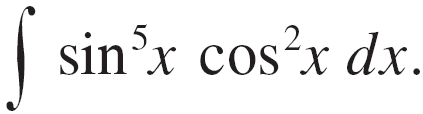 ∫ sin⁵x cos²x dx.